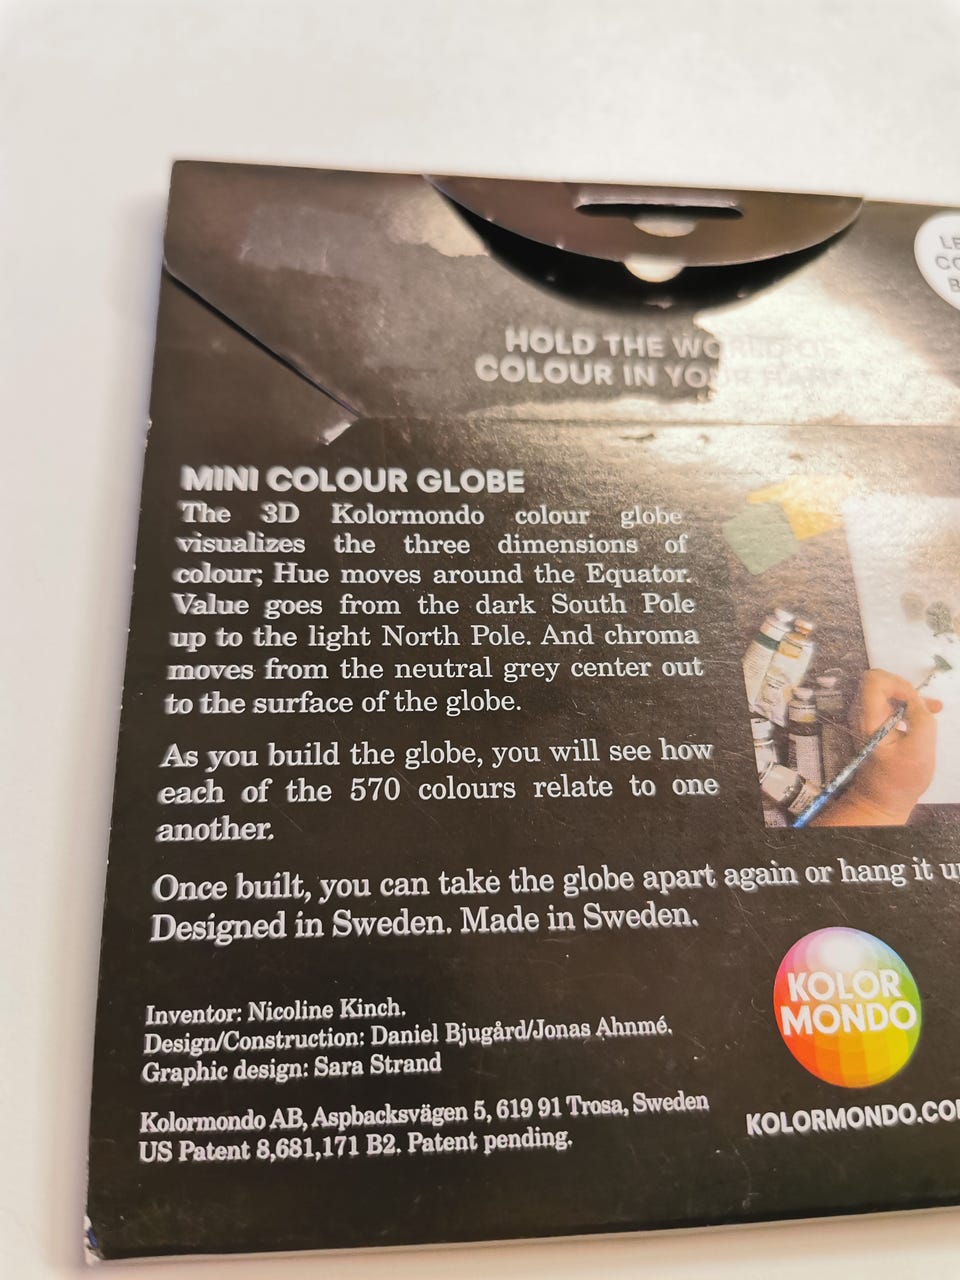 HOLD THE WORLD OF
COLOUR IN YOUR HAND
MINI COLOUR GLOBE
The 3D Kolormondo colour globe
visualizes the three dimensions of
colour; Hue moves around the Equator.
Value goes from the dark South Pole
up to the light North Pole. And chroma
moves from the neutral grey center out
to the surface of the globe.
As you build the globe, you will see how
each of the 570 colours relate to one
another.
Once built, you can take the globe apart again or hang it
Designed in Sweden. Made in Sweden.
Inventor: Nicoline Kinch.
Design/Construction: Daniel Bjugård/Jonas Ahnmé.
Graphic design: Sara Strand
Kolormondo AB, Aspbacksvägen 5, 619 91 Trosa, Sweden
US Patent 8,681,171 B2. Patent pending.
KOLOR
MONDO